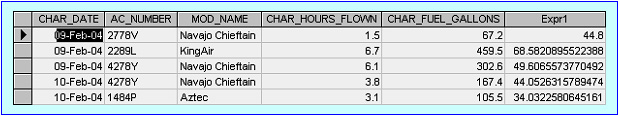 CHAR_DATE AC_NUMBER MOD_NAME CHAR_HOURS_FLOWN CHAR_FUEL_GALLONS Expr1
09-Feb-04 2778V Navajo Chieftain 1.5 67.2 44.8
09-Feb-04 2289L KingAir 6.7 459.5 68.5820895522388
09-Feb-04 4278Y Navajo Chieftain 6.1 302.6 49.6065573770492
10-Feb-04 4278Y Navajo Chieftain 3.8 167.4 44.0526315789474
10-Feb-04 1484P Aztec 3.1 105.5 34.0322580645161